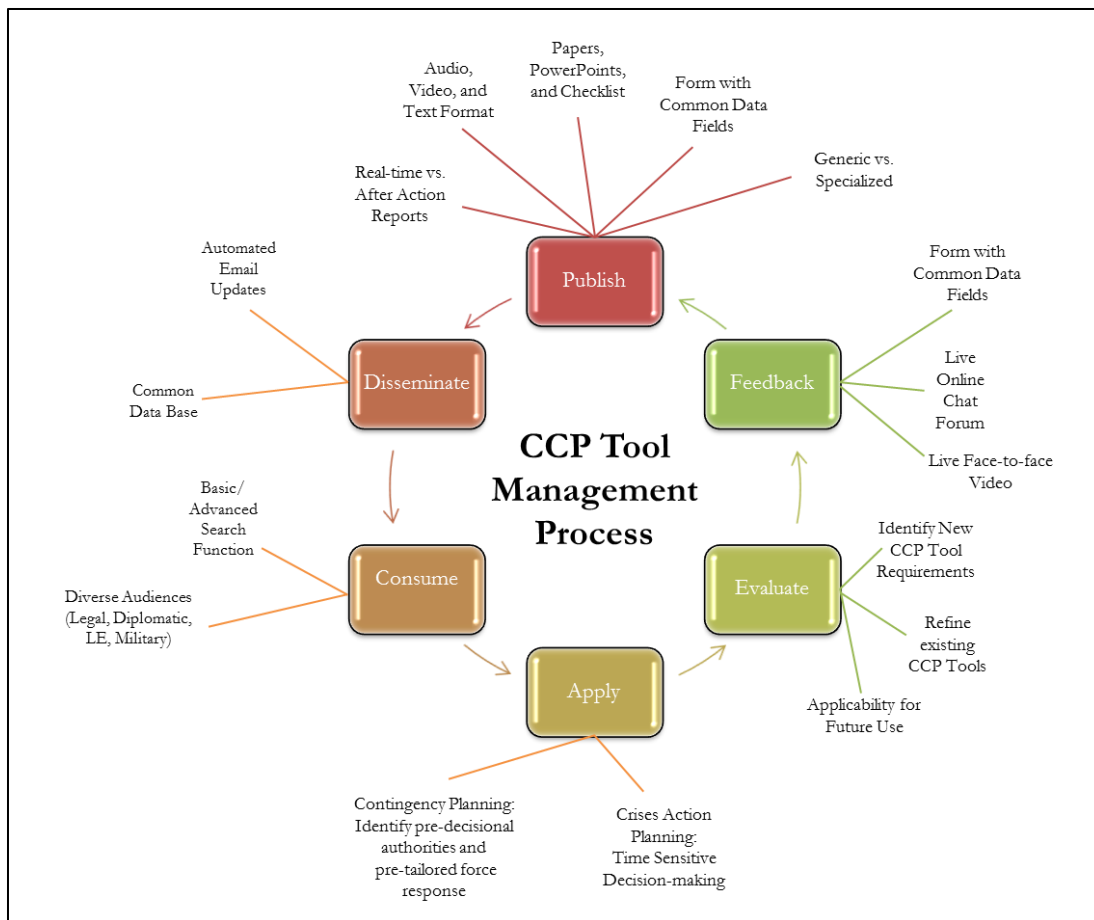 Papers,
PowerPoints,
and Checklist
Audio,
Video, and
Text Format
Form with
Common Data
Fields
Real-time vs.
After Action
Reports
Generic vs.
Specialized
Publish
Automated
Email
Updates
Common
Data Base
Disseminate
Form with
Common Data
Fields
Live
Online
Chat
Forum
Live Face-to-face
Video
Feedback
CCP Tool
Management
Process
Basic/
Advanced
Search
Function
Diverse Audiences
(Legal, Diplomatic,
LE, Military)
Consume
Identify New
CCP Tool
Requirements
Refine
existing
CCP Tools
Applicability for
Future Use
Evaluate
Apply
Contingency Planning:
Identify pre-decisional
authorities and
pre-tailored force
response
Crises Action
Planning:
Time Sensitive
Decision-making